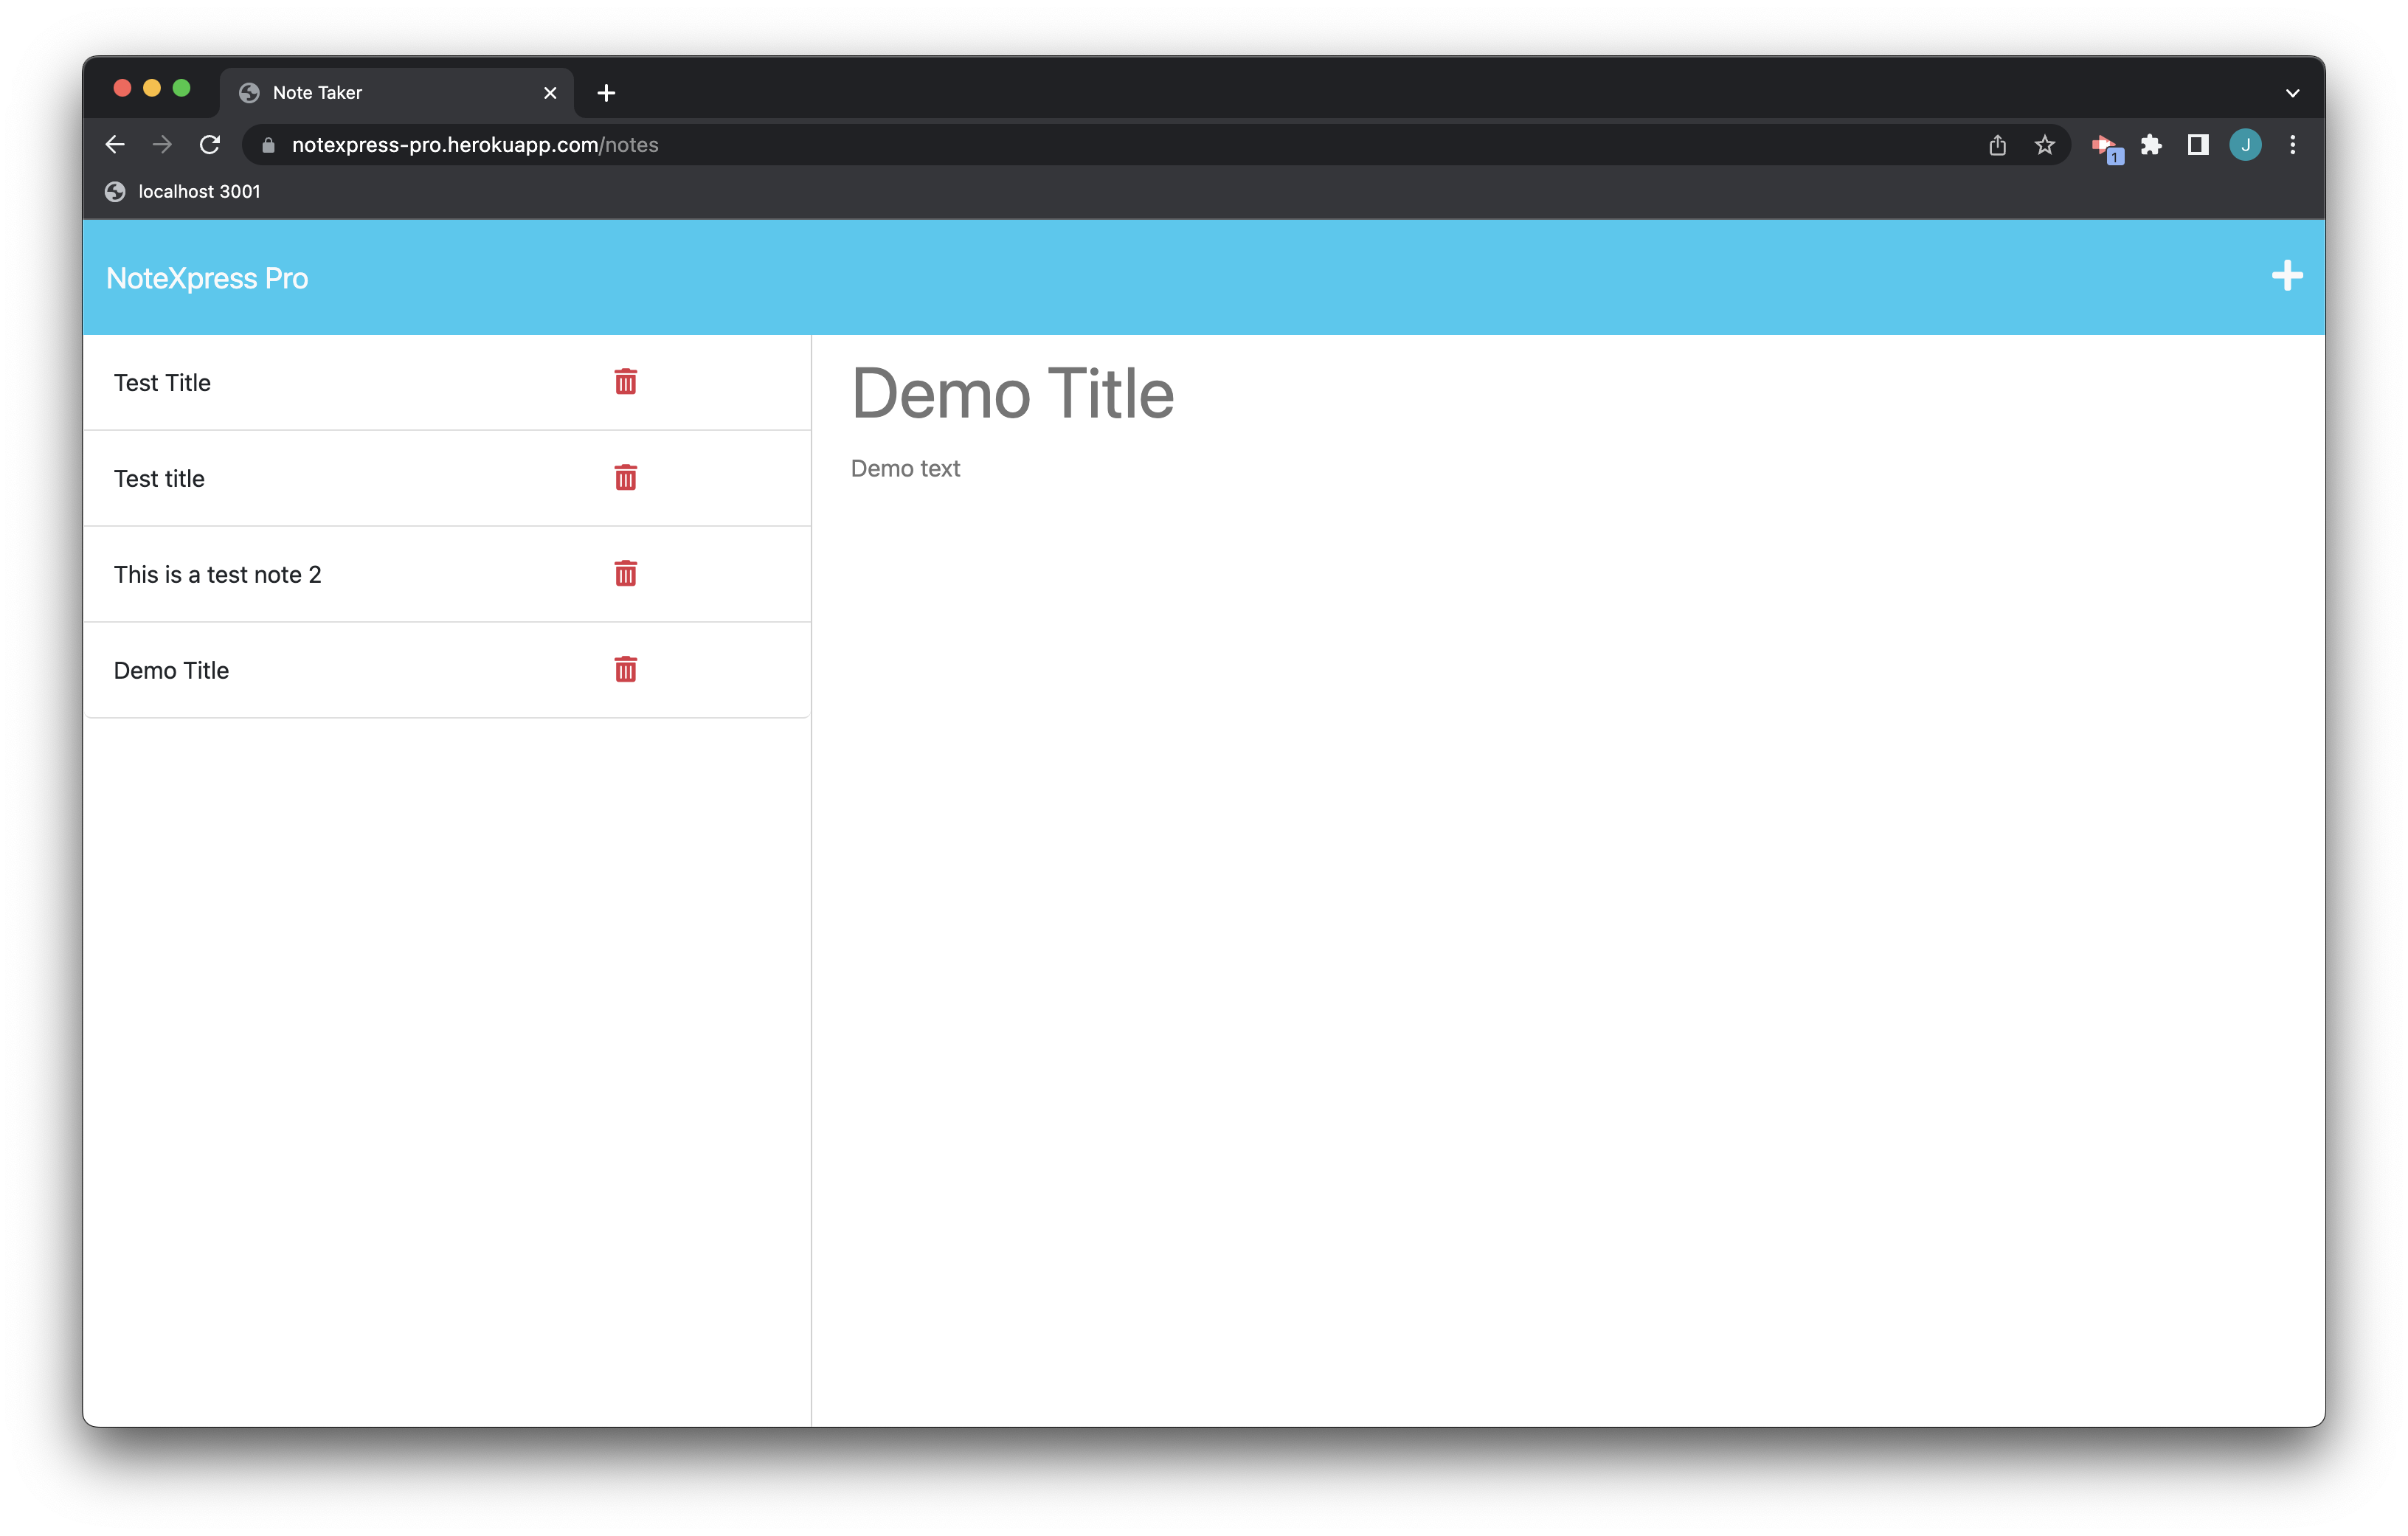 Note Taker
notexpress-pro.herokuapp.com/notes
1
J
localhost 3001
NoteXpress Pro
Test Title
Test title
This is a test note 2
Demo Title
Demo Title
Demo text